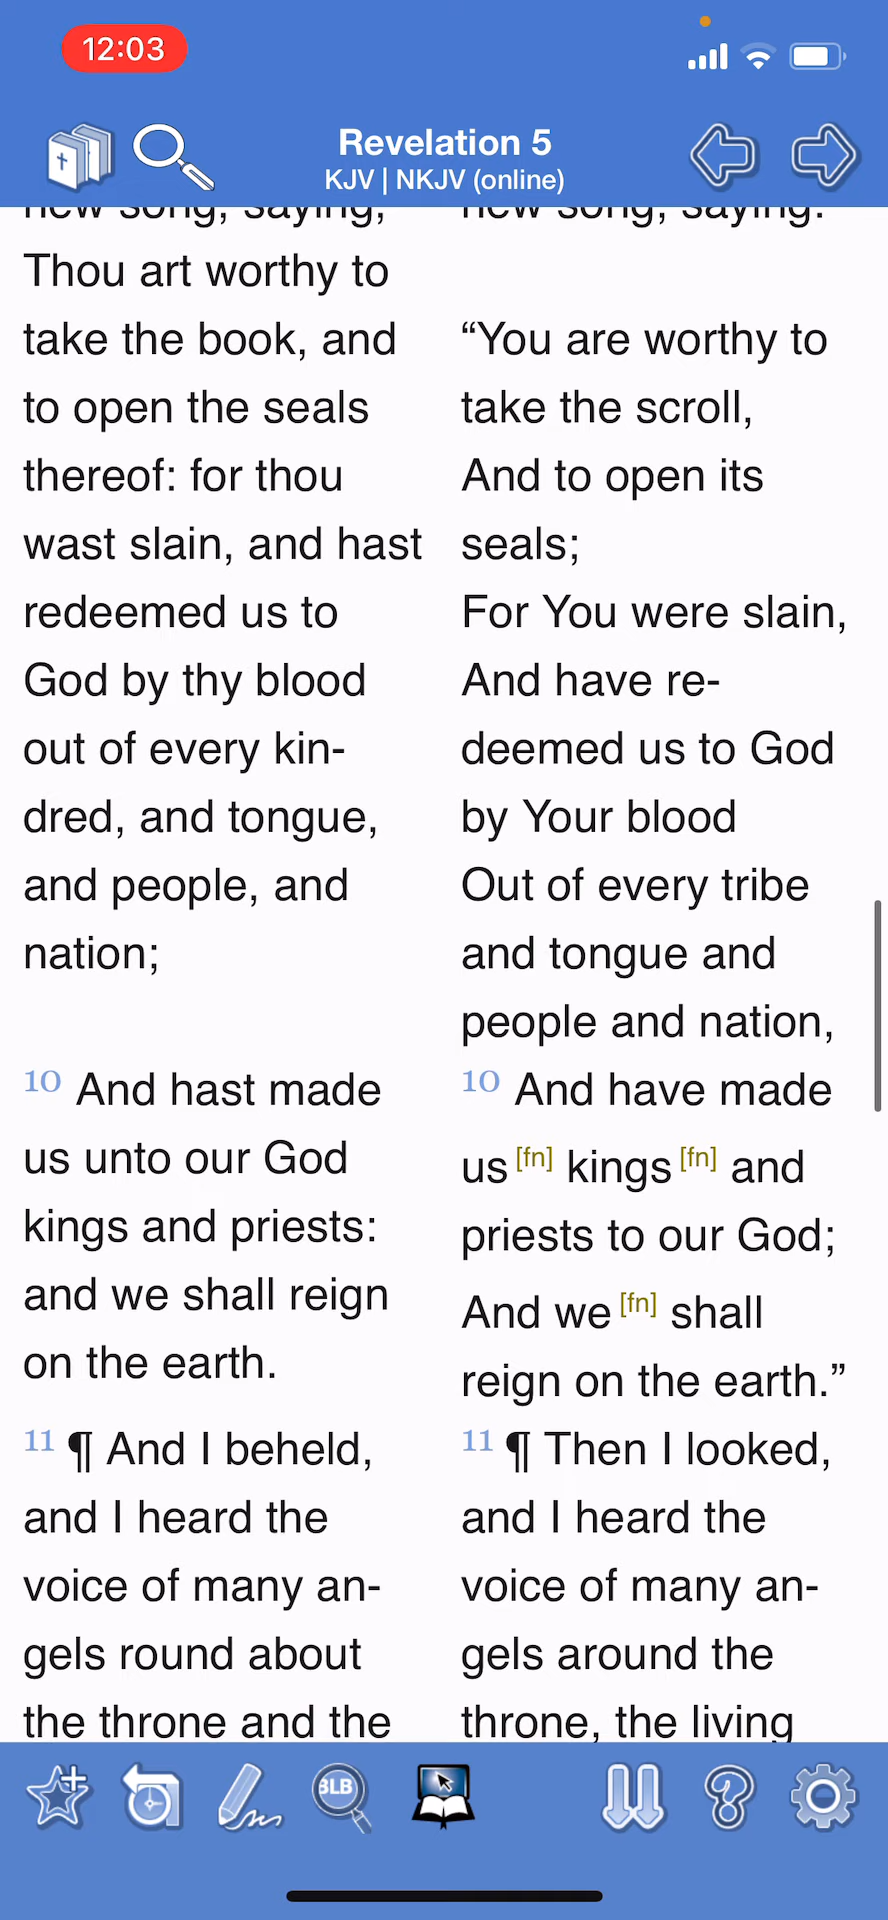 12:03
Revelation 5
KJV | NKJV (online)
new song, saying,
Thou art worthy to
take the book, and
to open the seals
thereof: for thou
wast slain, and hast
redeemed us to
God by thy blood
out of every kin-
dred, and tongue,
and people, and
nation;
10 And hast made
us unto our God
kings and priests:
and we shall reign
on the earth.
11 ¶ And I beheld,
and I heard the
voice of many an-
gels round about
the throne and the
new song, saying:
“You are worthy to
take the scroll,
And to open its
seals;
For You were slain,
And have re-
deemed us to God
by Your blood
Out of every tribe
and tongue and
people and nation,
10 And have made
us [fn] kings [fn] and
priests to our God;
And we [fn] shall
reign on the earth.”
11 ¶ Then I looked,
and I heard the
voice of many an-
gels around the
throne, the living
BLB